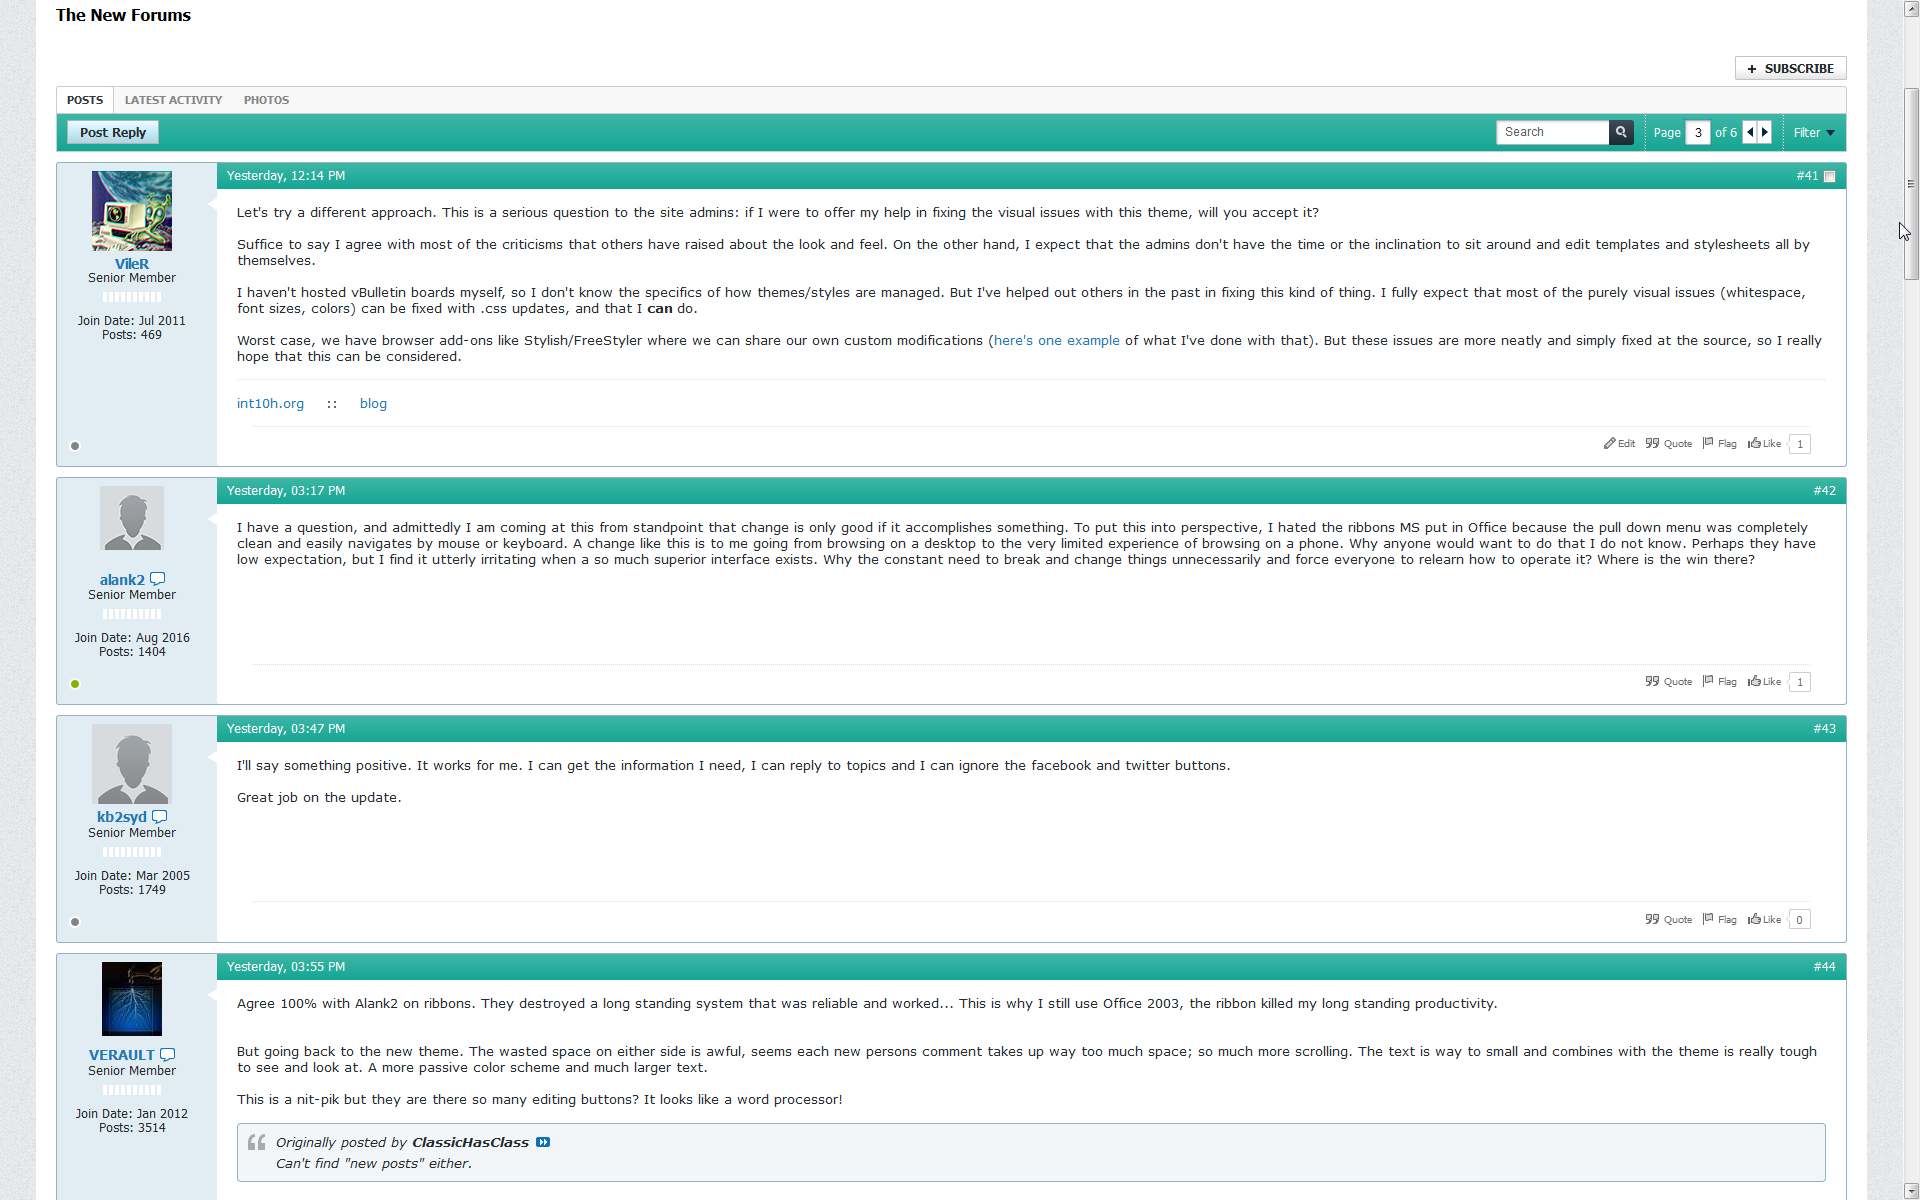 The New Forums
+ SUBSCRIBE
POSTS LATEST ACTIVITY PHOTOS
Post Reply Search Page 3 of 6 Filter
Yesterday, 12:14 PM #41
VileR
Senior Member
Join Date: Jul 2011
Posts: 469
Let's try a different approach. This is a serious question to the site admins: if I were to offer my help in fixing the visual issues with this theme, will you accept it?
Suffice to say I agree with most of the criticisms that others have raised about the look and feel. On the other hand, I expect that the admins don't have the time or the inclination to sit around and edit templates and stylesheets all by
themselves.
I haven't hosted vBulletin boards myself, so I don't know the specifics of how themes/styles are managed. But I've helped out others in the past in fixing this kind of thing. I fully expect that most of the purely visual issues (whitespace,
font sizes, colors) can be fixed with .css updates, and that I can do.
Worst case, we have browser add-ons like Stylish/FreeStyler where we can share our own custom modifications (here's one example of what I've done with that). But these issues are more neatly and simply fixed at the source, so I really
hope that this can be considered.
int10h.org :: blog
Edit Quote Flag Like 1
Yesterday, 03:17 PM #42
alank2
Senior Member
Join Date: Aug 2016
Posts: 1404
I have a question, and admittedly I am coming at this from standpoint that change is only good if it accomplishes something. To put this into perspective, I hated the ribbons MS put in Office because the pull down menu was completely
clean and easily navigates by mouse or keyboard. A change like this is to me going from browsing on a desktop to the very limited experience of browsing on a phone. Why anyone would want to do that I do not know. Perhaps they have
low expectation, but I find it utterly irritating when a so much superior interface exists. Why the constant need to break and change things unnecessarily and force everyone to relearn how to operate it? Where is the win there?
Quote Flag Like 1
Yesterday, 03:47 PM #43
kb2syd
Senior Member
Join Date: Mar 2005
Posts: 1749
I'll say something positive. It works for me. I can get the information I need, I can reply to topics and I can ignore the facebook and twitter buttons.
Great job on the update.
Quote Flag Like 0
Yesterday, 03:55 PM #44
VERAULT
Senior Member
Join Date: Jan 2012
Posts: 3514
Agree 100% with Alank2 on ribbons. They destroyed a long standing system that was reliable and worked... This is why I still use Office 2003, the ribbon killed my long standing productivity.
But going back to the new theme. The wasted space on either side is awful, seems each new persons comment takes up way too much space; so much more scrolling. The text is way to small and combines with the theme is really tough
to see and look at. A more passive color scheme and much larger text.
This is a nit-pik but they are there so many editing buttons? It looks like a word processor!
Originally posted by ClassicHasClass
Can't find "new posts" either.